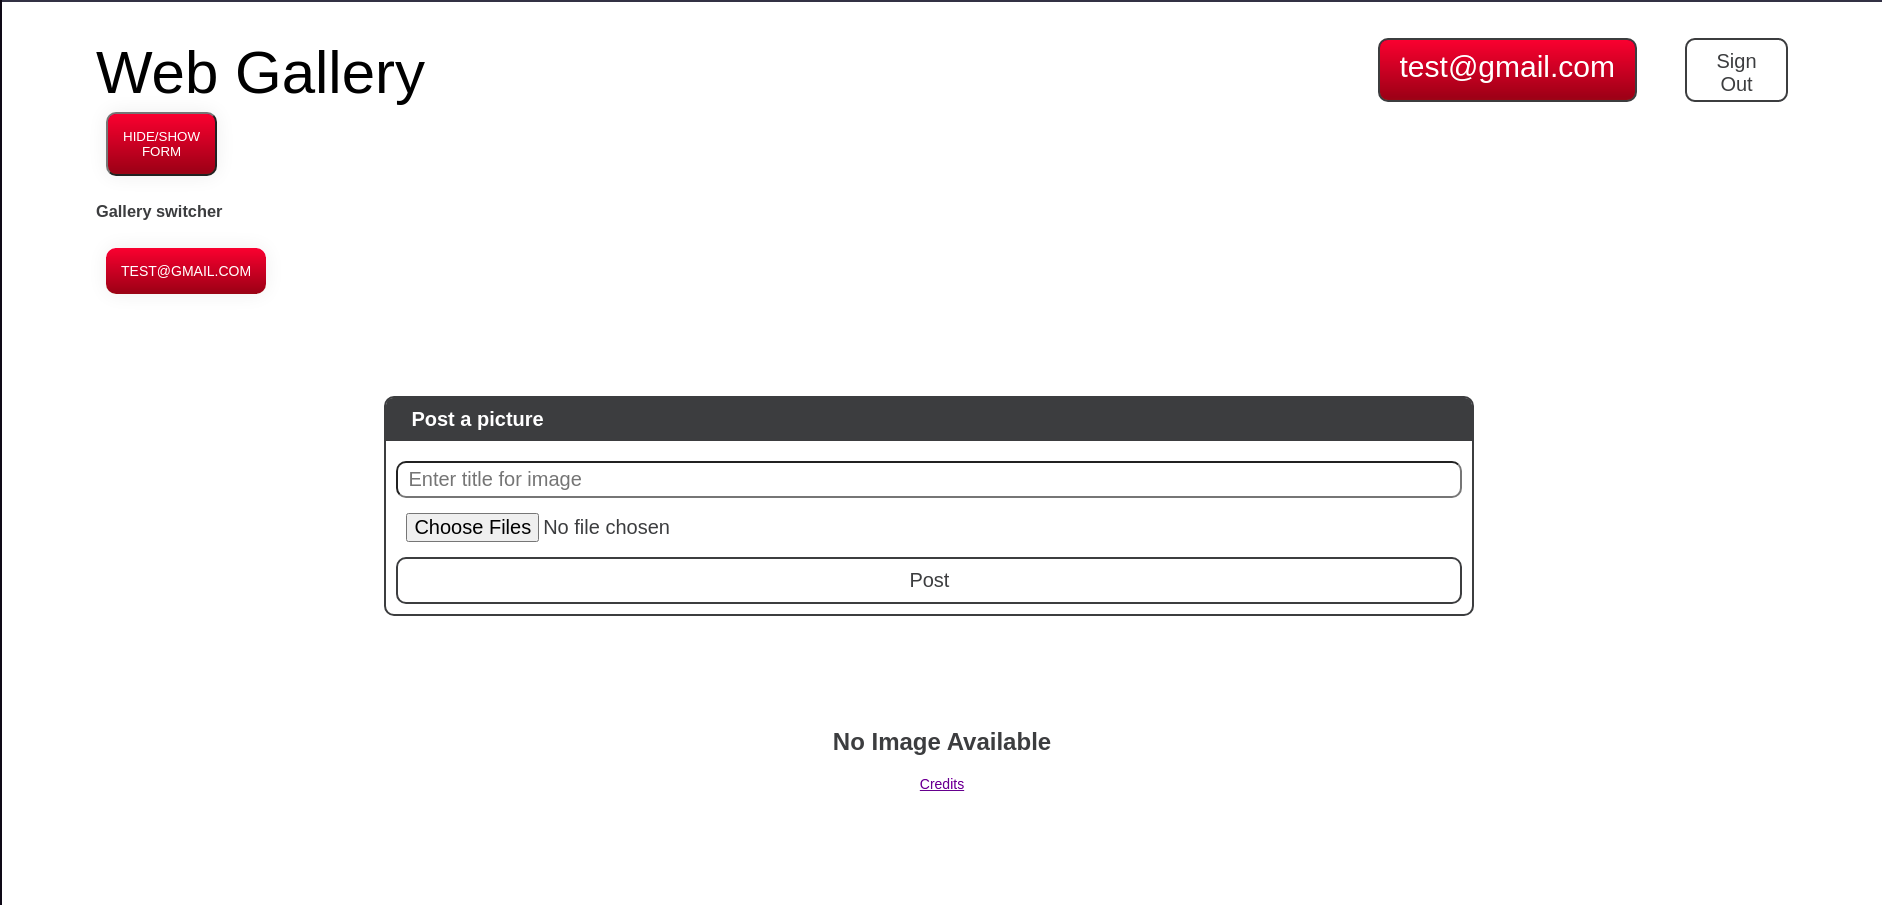 Web Gallery
test@gmail.com
Sign
Out
HIDE/SHOW
FORM
Gallery switcher
TEST@GMAIL.COM
Post a picture
Enter title for image
Choose Files No file chosen
Post
No Image Available
Credits